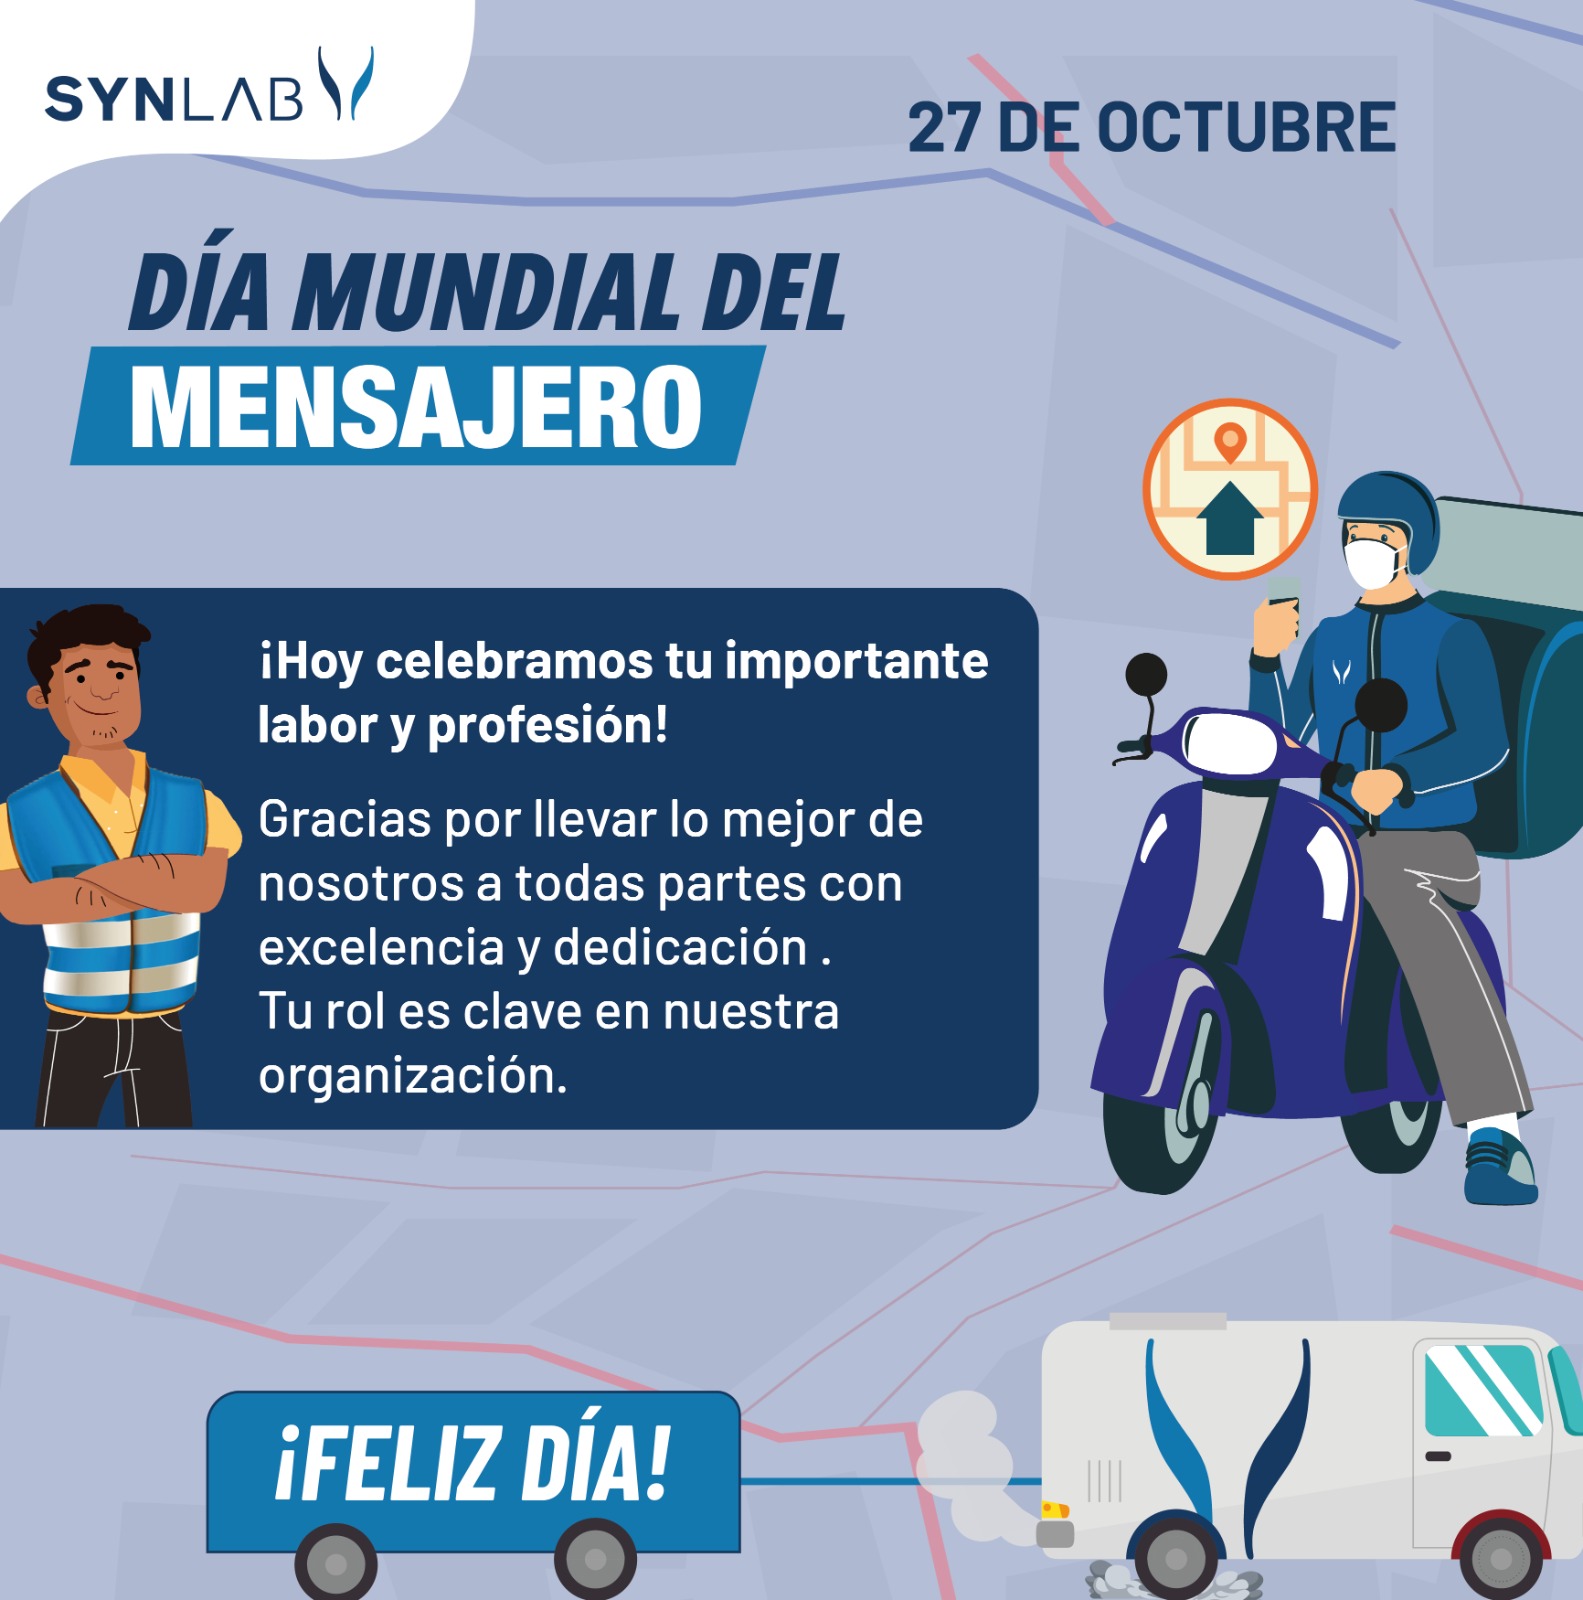 SYNLAB
27 DE OCTUBRE
DÍA MUNDIAL DEL
MENSAJERO
¡Hoy celebramos tu importante
labor y profesión!
Gracias por llevar lo mejor de
nosotros a todas partes con
excelencia y dedicación .
Tu rol es clave en nuestra
organización.
¡FELIZ DÍA!